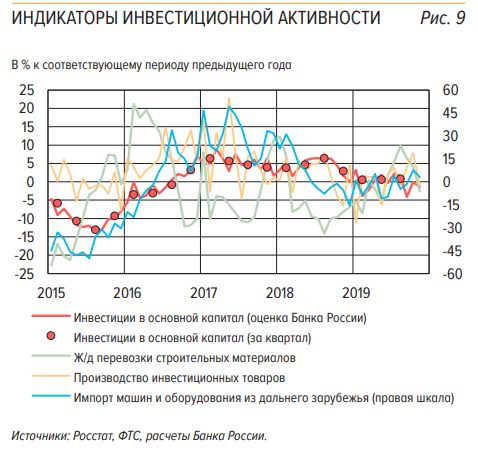 ИНДИКАТОРЫ ИНВЕСТИЦИОННОЙ АКТИВНОСТИ Рис. 9
В % к соответствующему периоду предыдущего года
25 60
20 45
15 30
10
5 15
0 0
-5
-10 -15
-15 -30
-20 -45
-25 -60
2015 2016 2017 2018 2019
Инвестиции в основной капитал (оценка Банка России)
Инвестиции в основной капитал (за квартал)
Ж/д перевозки строительных материалов
Производство инвестиционных товаров
Импорт машин и оборудования из дальнего зарубежья (правая шкала)
Источники: Росстат, ФТС, расчеты Банка России.